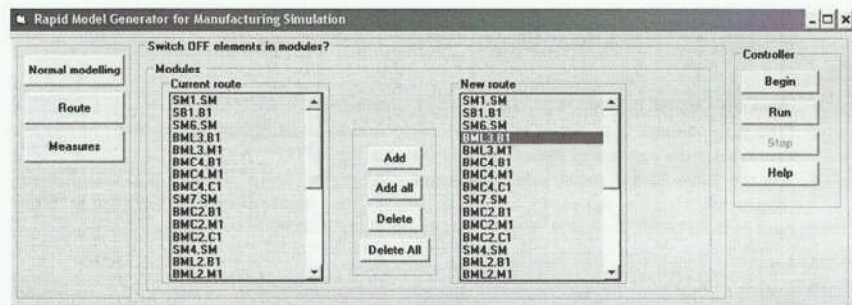 Rapid Model Generator for Manufacturing Simulation
Switch OFF elements in modules?
Normal modelling
Route
Measures
Modules
Current route
SM1.SM
SB1.B1
SM6.SM
BML3.B1
BML3.M1
BMC4.B1
BMC4.M1
BMC4.C1
SM7.SM
BMC2.B1
BMC2.M1
BMC2.C1
SM4.SM
BML2.B1
BML2.M1
Add
Add all
Delete
Delete All
New route
SM1.SM
SB1.B1
SM6.SM
BML3.B1
BML3.M1
BMC4.B1
BMC4.M1
BMC4.C1
SM7.SM
BMC2.B1
BMC2.M1
BMC2.C1
SM4.SM
BML2.B1
BML2.M1
Controller
Begin
Run
Stop
Help